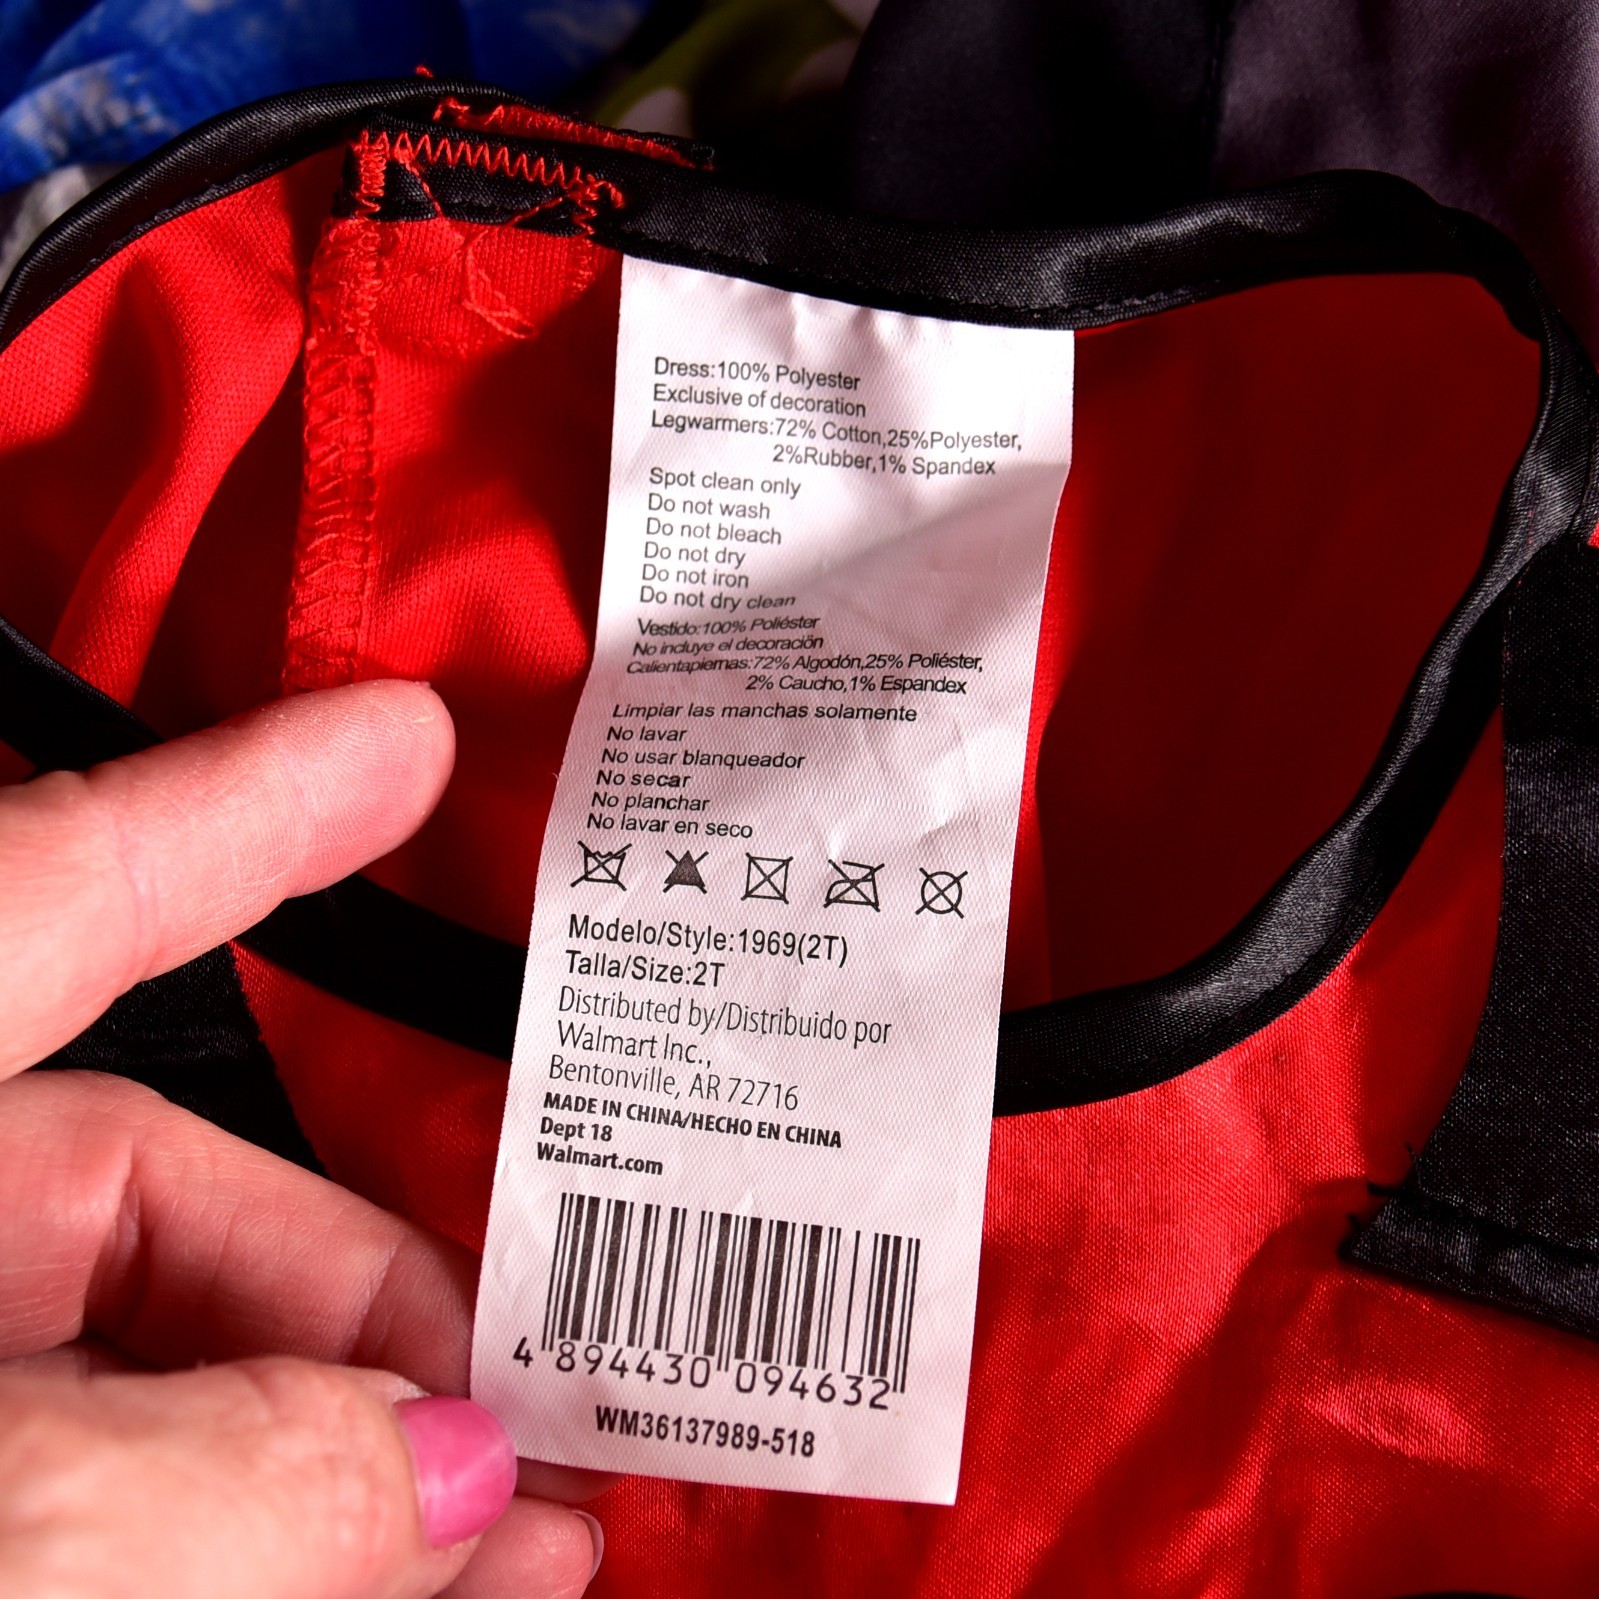 Dress:100% Polyester
Exclusive of decoration
Legwarmers:72% Cotton,25%Polyester,
2%Rubber,1% Spandex
Spot clean only
Do not wash
Do not bleach
Do not dry
Do not iron
Do not dry clean
Vestido:100% Poliéster
No incluye el decoraciön
Calientapiernas:72% Algodón,25% Poliéster,
2% Caucho,1% Espandex
Limpiar las manchas solamente
No lavar
No usar blanqueador
No secar
No planchar
No lavar en seco
Modelo/Style:1969(2T)
Talla/Size:2T
Distributed by/Distribuido por
Walmart Inc.,
Bentonville, AR 72716
MADE IN CHINA/HECHO EN CHINA
Dept 18
Walmart.com
4 894430 094632
WM36137989-518